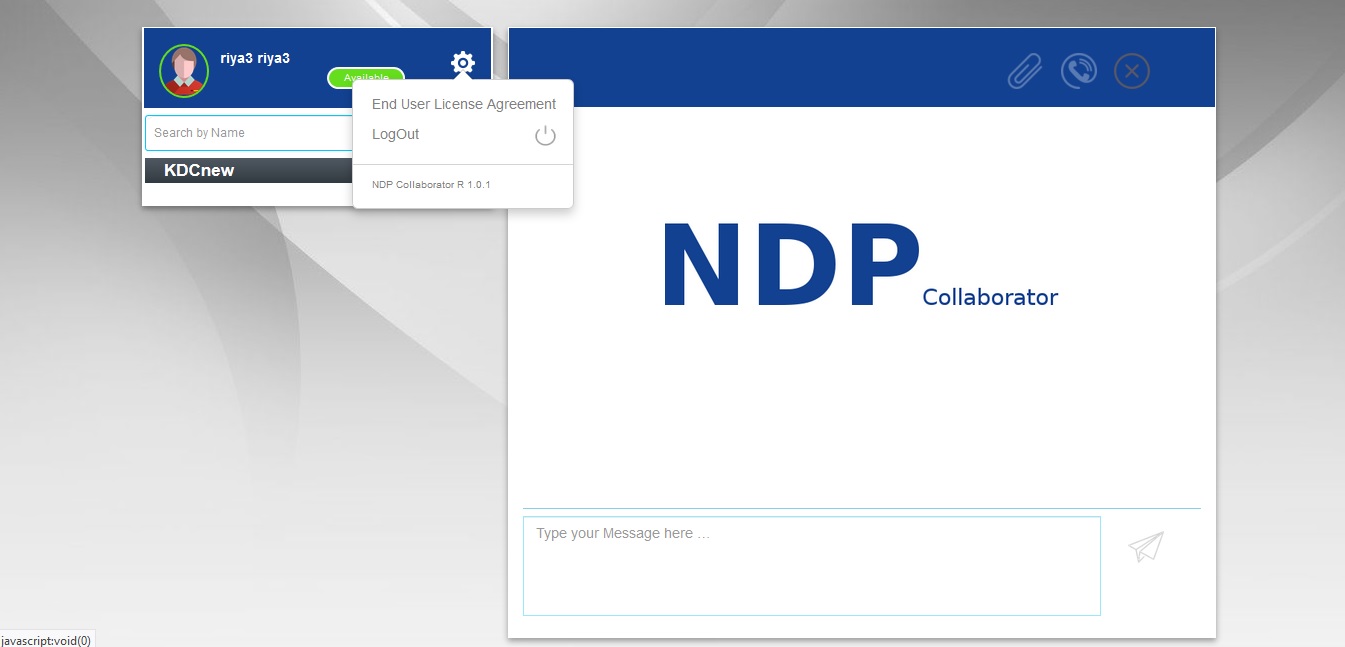 riya3 riya3
Available
End User License Agreement
Search by Name
LogOut
KDCnew
NDP Collaborator R 1.0.1
NDP Collaborator
Type your Message here ...
javascript:void(0)